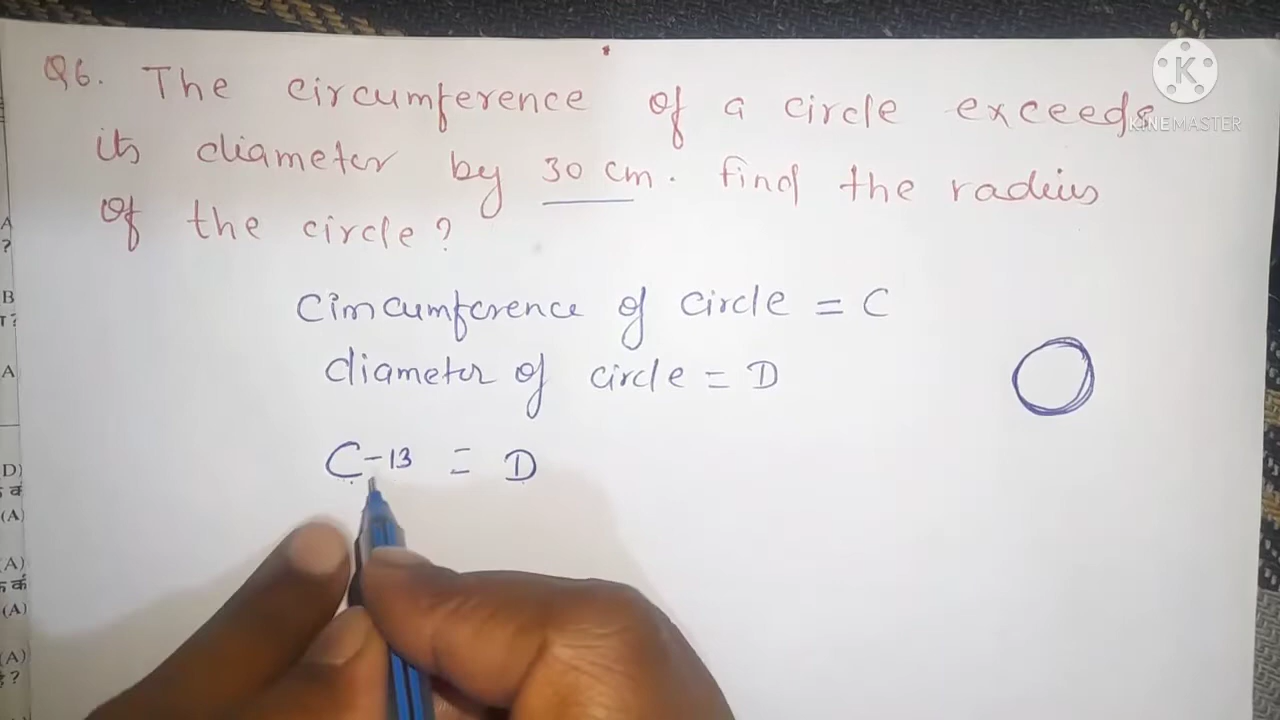 Q6. The circumference of a circle exceeds
its diameter by 30 cm. find the radius
of the circle?
Cimcumference of circle = C
diameter of circle = D
C-13 = D
K
KINEMASTER
A
?
B
A
D)
(A)
(A)
(A)
(A)
?